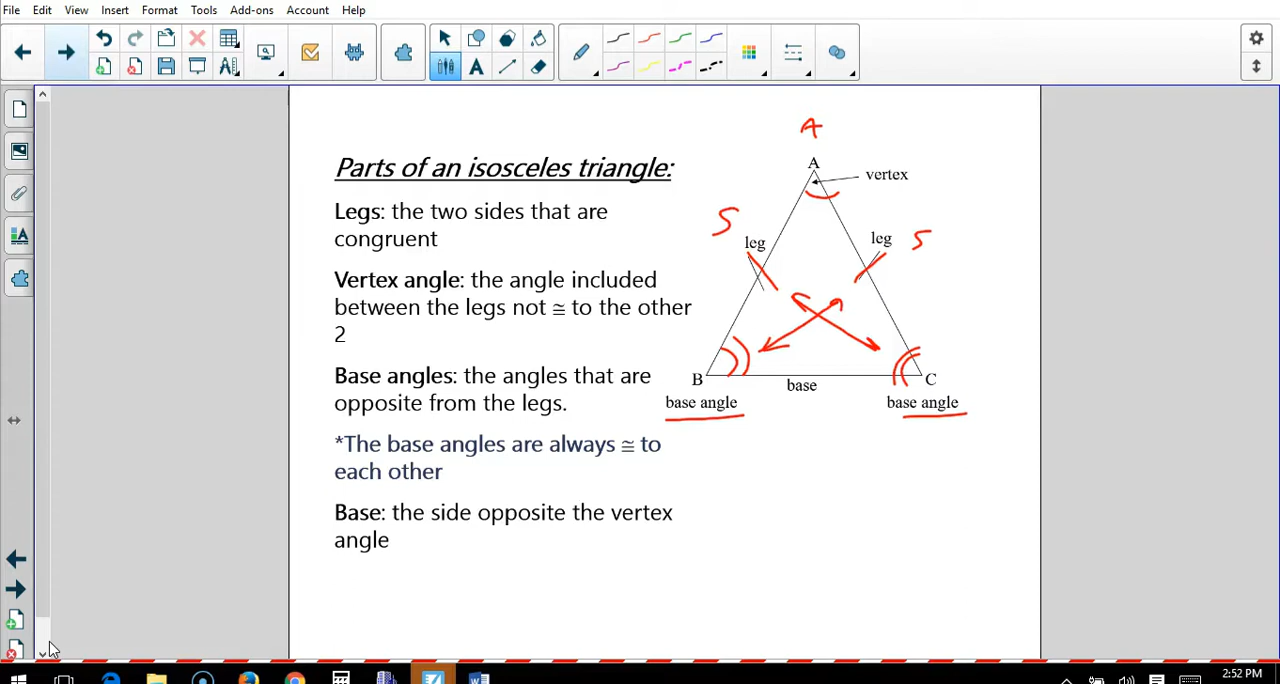 File Edit View Insert Format Tools Add-ons Account Help
A
Parts of an isosceles triangle:
A
vertex
Legs: the two sides that are
congruent
S
leg
leg
S
Vertex angle: the angle included
between the legs not ≅ to the other
2
Base angles: the angles that are
opposite from the legs.
B
base
C
base angle
base angle
*The base angles are always ≅ to
each other
Base: the side opposite the vertex
angle
2:52 PM